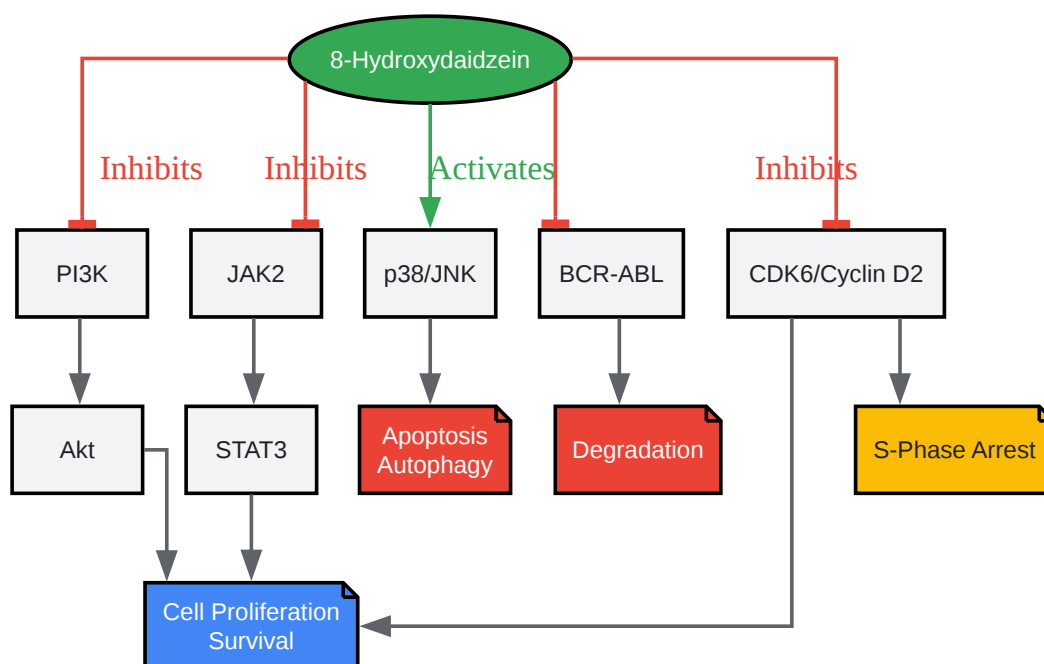 8-Hydroxydaidzein
Inhibits
Inhibits
Activates
Inhibits
PI3K
JAK2
p38/JNK
BCR-ABL
CDK6/Cyclin D2
Akt
STAT3
Apoptosis
Autophagy
Degradation
S-Phase Arrest
Cell Proliferation
Survival